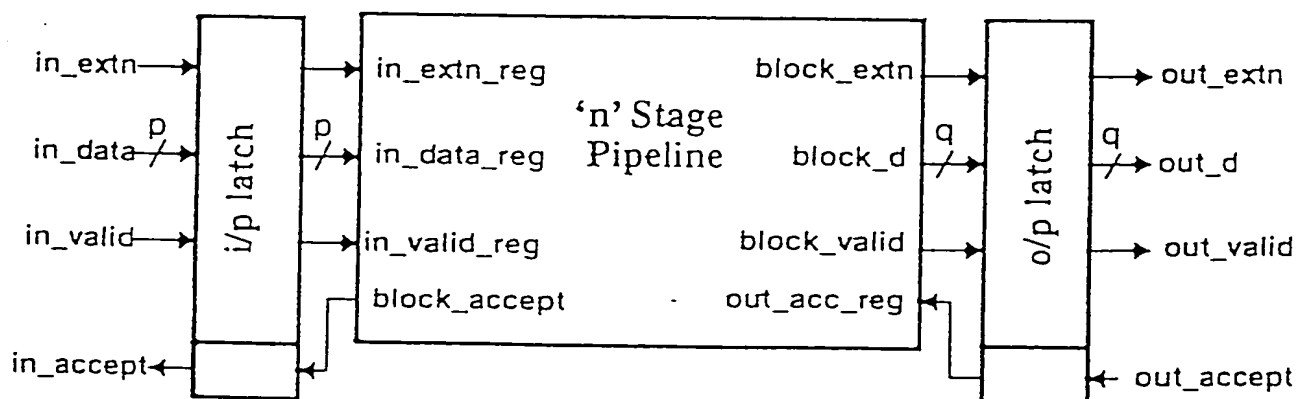 in_extn
in_extn_reg
block_extn
out_extn
'n' Stage
Pipeline
p
p
q
q
in_data
in_data_reg
block_d
out_d
i/p latch
o/p latch
in_valid
in_valid_reg
block_valid
out_valid
block_accept
out_acc_reg
in_accept
out_accept